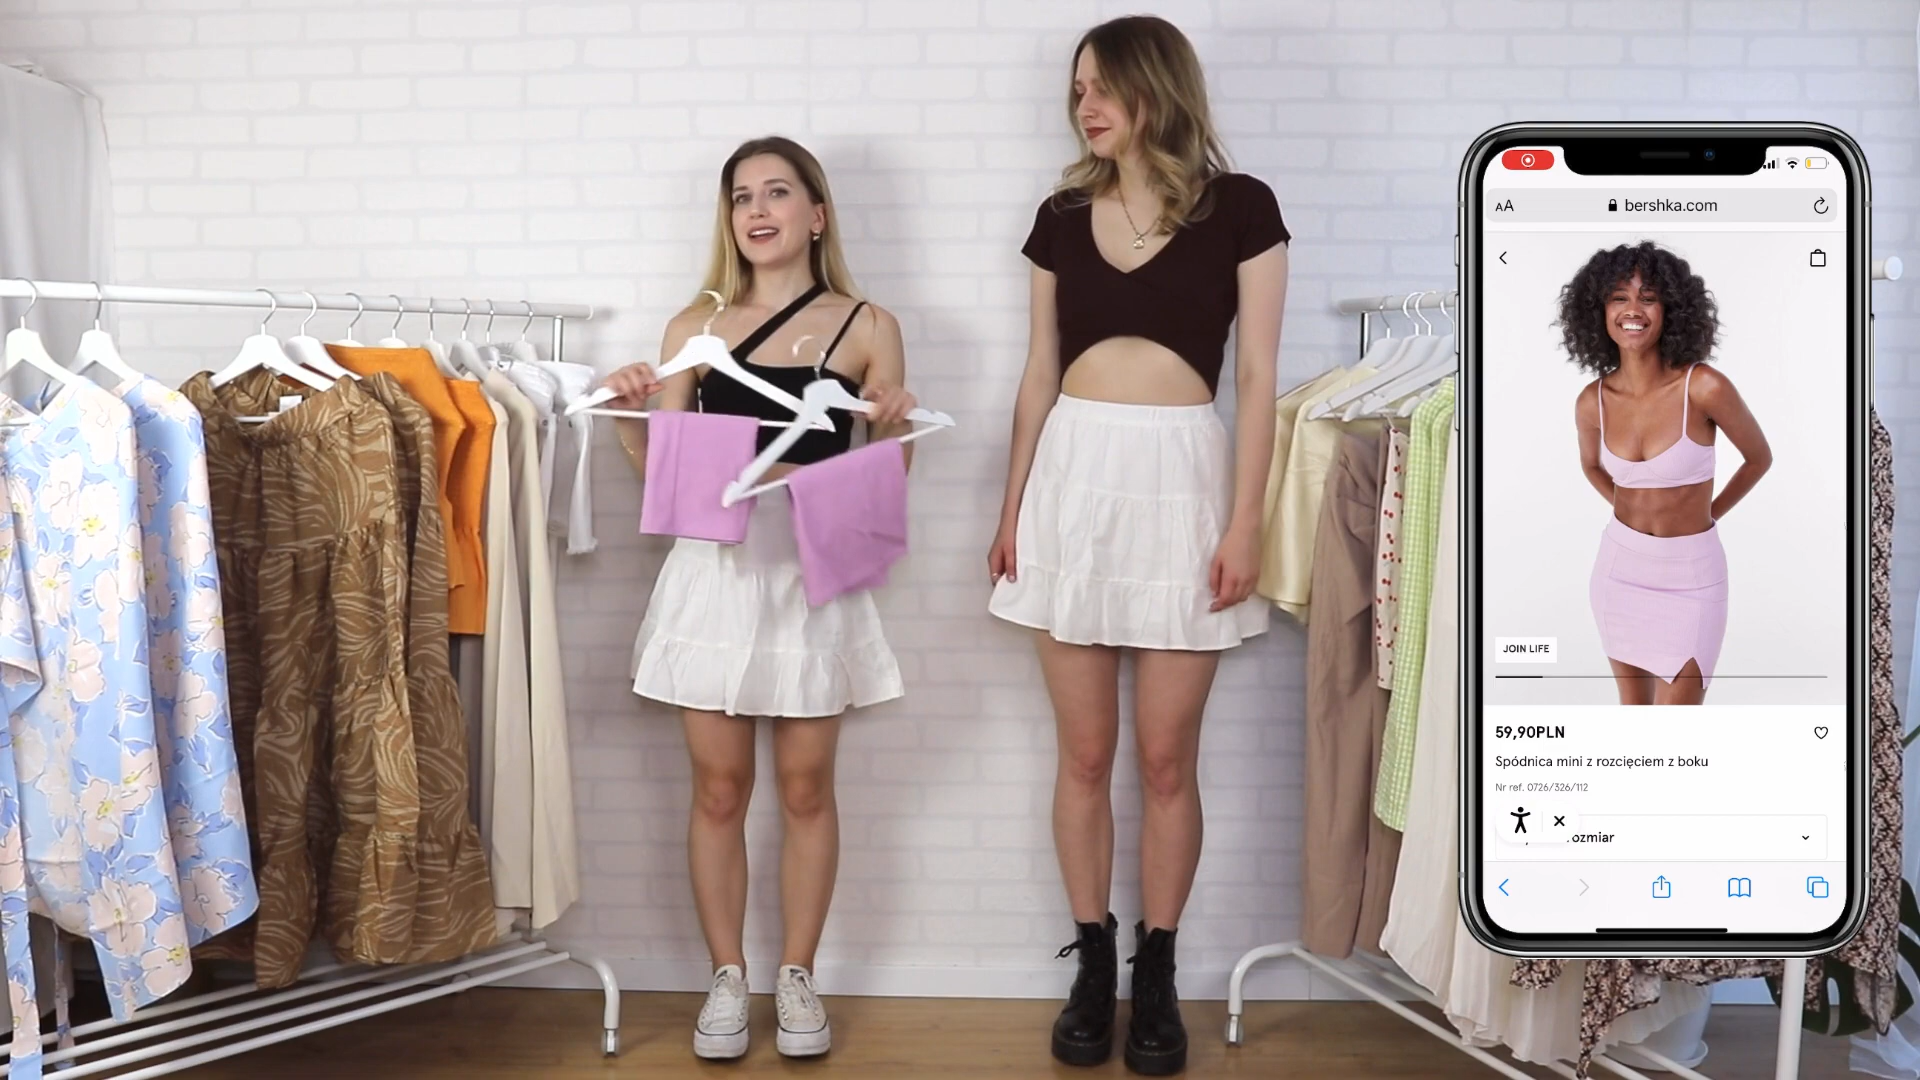 AA
bershka.com
JOIN LIFE
59,90PLN
Spódnica mini z rozcięciem z boku
Nr ref. 0726/326/112
ozmiar